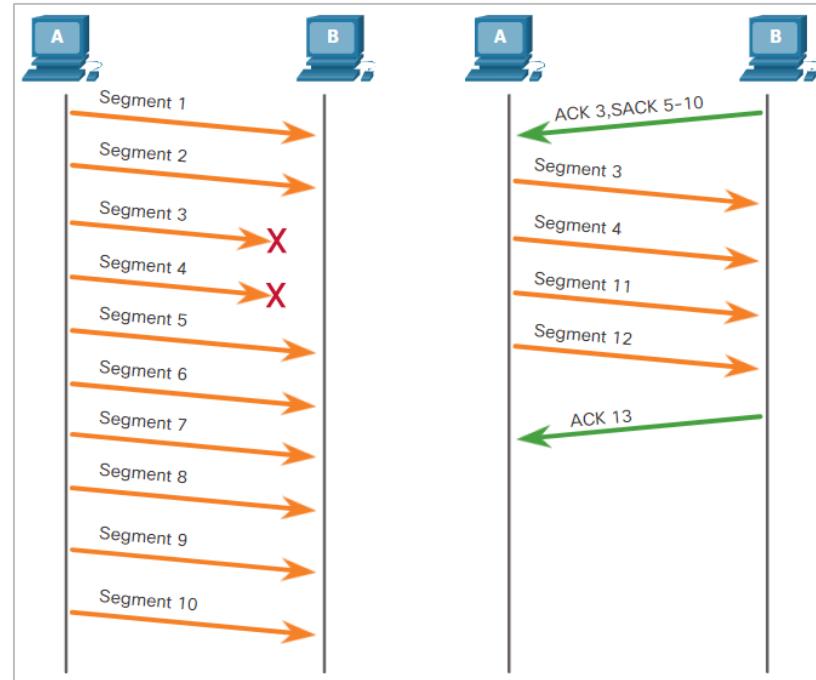 A
B
Segment 1
Segment 2
Segment 3
X
Segment 4
X
Segment 5
Segment 6
Segment 7
Segment 8
Segment 9
Segment 10
A
B
ACK 3,SACK 5-10
Segment 3
Segment 4
Segment 11
Segment 12
ACK 13